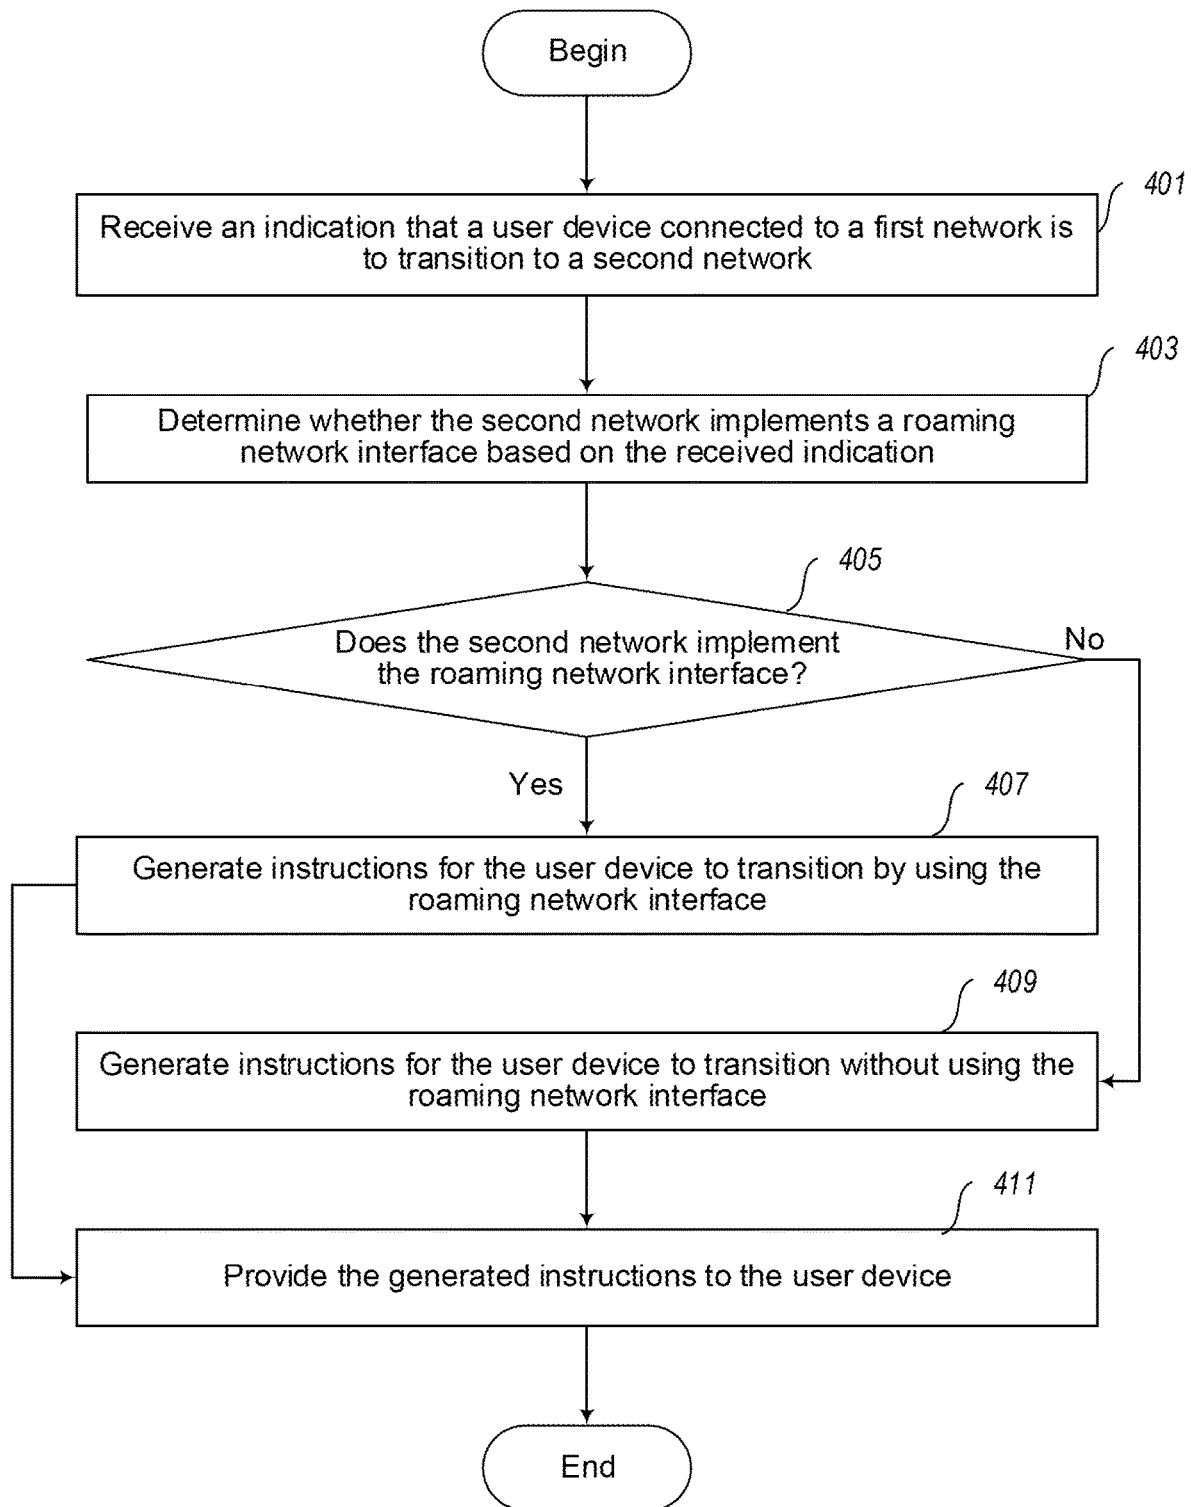 Begin
401
Receive an indication that a user device connected to a first network is
to transition to a second network
403
Determine whether the second network implements a roaming
network interface based on the received indication
405
Does the second network implement
the roaming network interface?
No
Yes
407
Generate instructions for the user device to transition by using the
roaming network interface
409
Generate instructions for the user device to transition without using the
roaming network interface
411
Provide the generated instructions to the user device
End